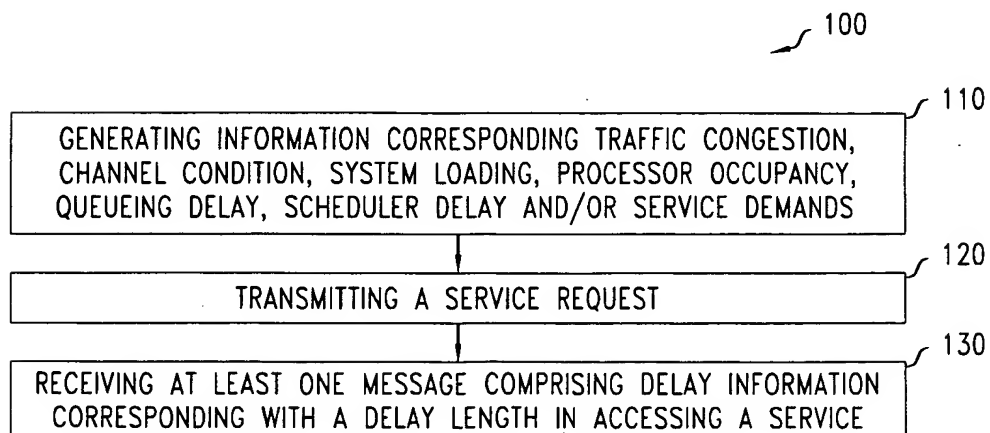 100
110
GENERATING INFORMATION CORRESPONDING TRAFFIC CONGESTION,
CHANNEL CONDITION, SYSTEM LOADING, PROCESSOR OCCUPANCY,
QUEUEING DELAY, SCHEDULER DELAY AND/OR SERVICE DEMANDS
120
TRANSMITTING A SERVICE REQUEST
130
RECEIVING AT LEAST ONE MESSAGE COMPRISING DELAY INFORMATION
CORRESPONDING WITH A DELAY LENGTH IN ACCESSING A SERVICE